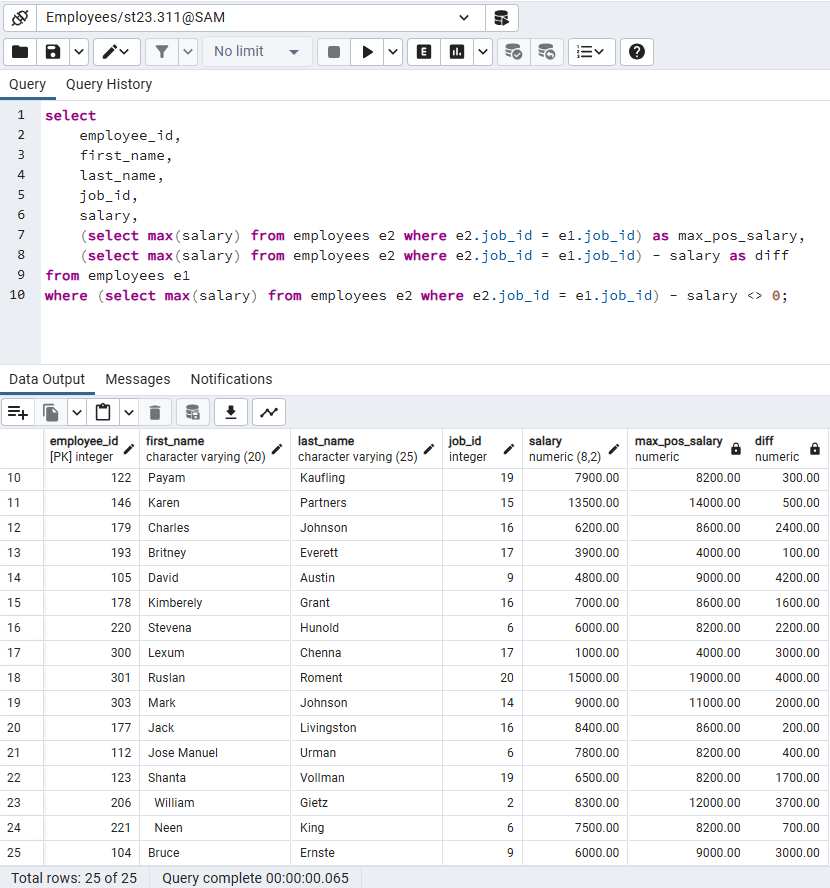 Employees/st23.311@SAM
No limit
E
Query Query History
1 select
2 employee_id,
3 first_name,
4 last_name,
5 job_id,
6 salary,
7 (select max(salary) from employees e2 where e2.job_id = e1.job_id) as max_pos_salary,
8 (select max(salary) from employees e2 where e2.job_id = e1.job_id) - salary as diff
9 from employees e1
10 where (select max(salary) from employees e2 where e2.job_id = e1.job_id) - salary <> 0;
Data Output Messages Notifications
employee_id first_name last_name job_id salary max_pos_salary diff
[PK] integer character varying (20) character varying (25) integer numeric (8,2) numeric numeric
10 122 Payam Kaufling 19 7900.00 8200.00 300.00
11 146 Karen Partners 15 13500.00 14000.00 500.00
12 179 Charles Johnson 16 6200.00 8600.00 2400.00
13 193 Britney Everett 17 3900.00 4000.00 100.00
14 105 David Austin 9 4800.00 9000.00 4200.00
15 178 Kimberely Grant 16 7000.00 8600.00 1600.00
16 220 Stevena Hunold 6 6000.00 8200.00 2200.00
17 300 Lexum Chenna 17 1000.00 4000.00 3000.00
18 301 Ruslan Roment 20 15000.00 19000.00 4000.00
19 303 Mark Johnson 14 9000.00 11000.00 2000.00
20 177 Jack Livingston 16 8400.00 8600.00 200.00
21 112 Jose Manuel Urman 6 7800.00 8200.00 400.00
22 123 Shanta Vollman 19 6500.00 8200.00 1700.00
23 206 William Gietz 2 8300.00 12000.00 3700.00
24 221 Neen King 6 7500.00 8200.00 700.00
25 104 Bruce Ernste 9 6000.00 9000.00 3000.00
Total rows: 25 of 25 Query complete 00:00:00.065